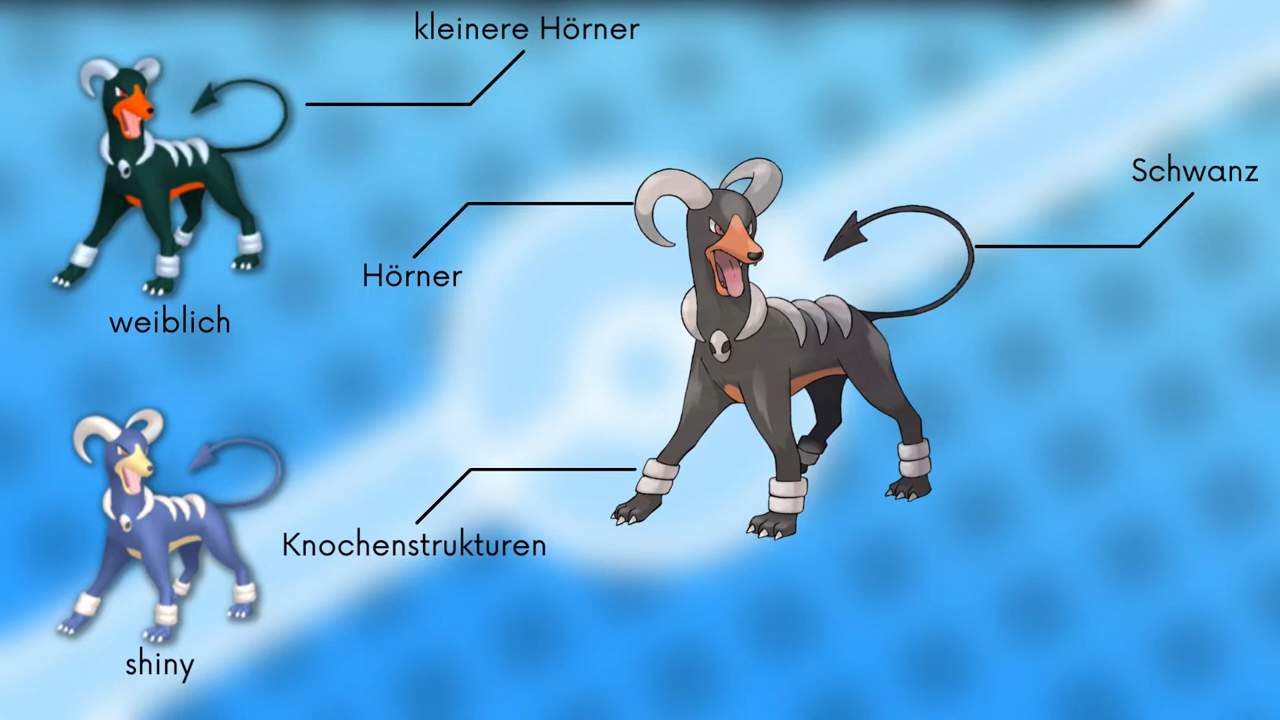 kleinere Hörner
Schwanz
Hörner
weiblich
Knochenstrukturen
shiny